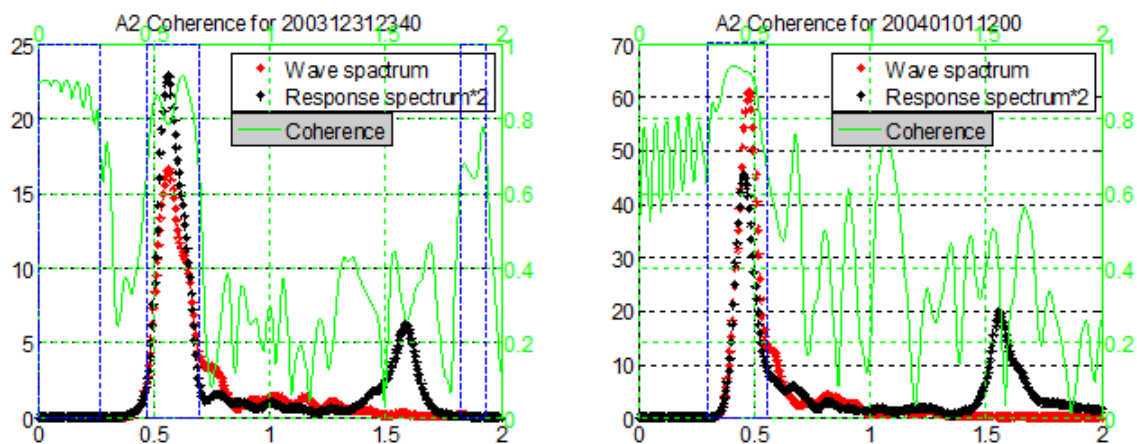 A2 Coherence for 200312312340
0 0.5 1 1.5 2
25 1
Wave spactrum
Response spectrum*2
Coherence
20 0.8
15 0.6
10 0.4
5 0.2
0 0
0 0.5 1 1.5 2
A2 Coherence for 200401011200
0 0.5 1 1.5 2
70 1
Wave spactrum
Response spectrum*2
Coherence
60
50 0.8
40 0.6
30
20 0.4
10 0.2
0 0
0 0.5 1 1.5 2